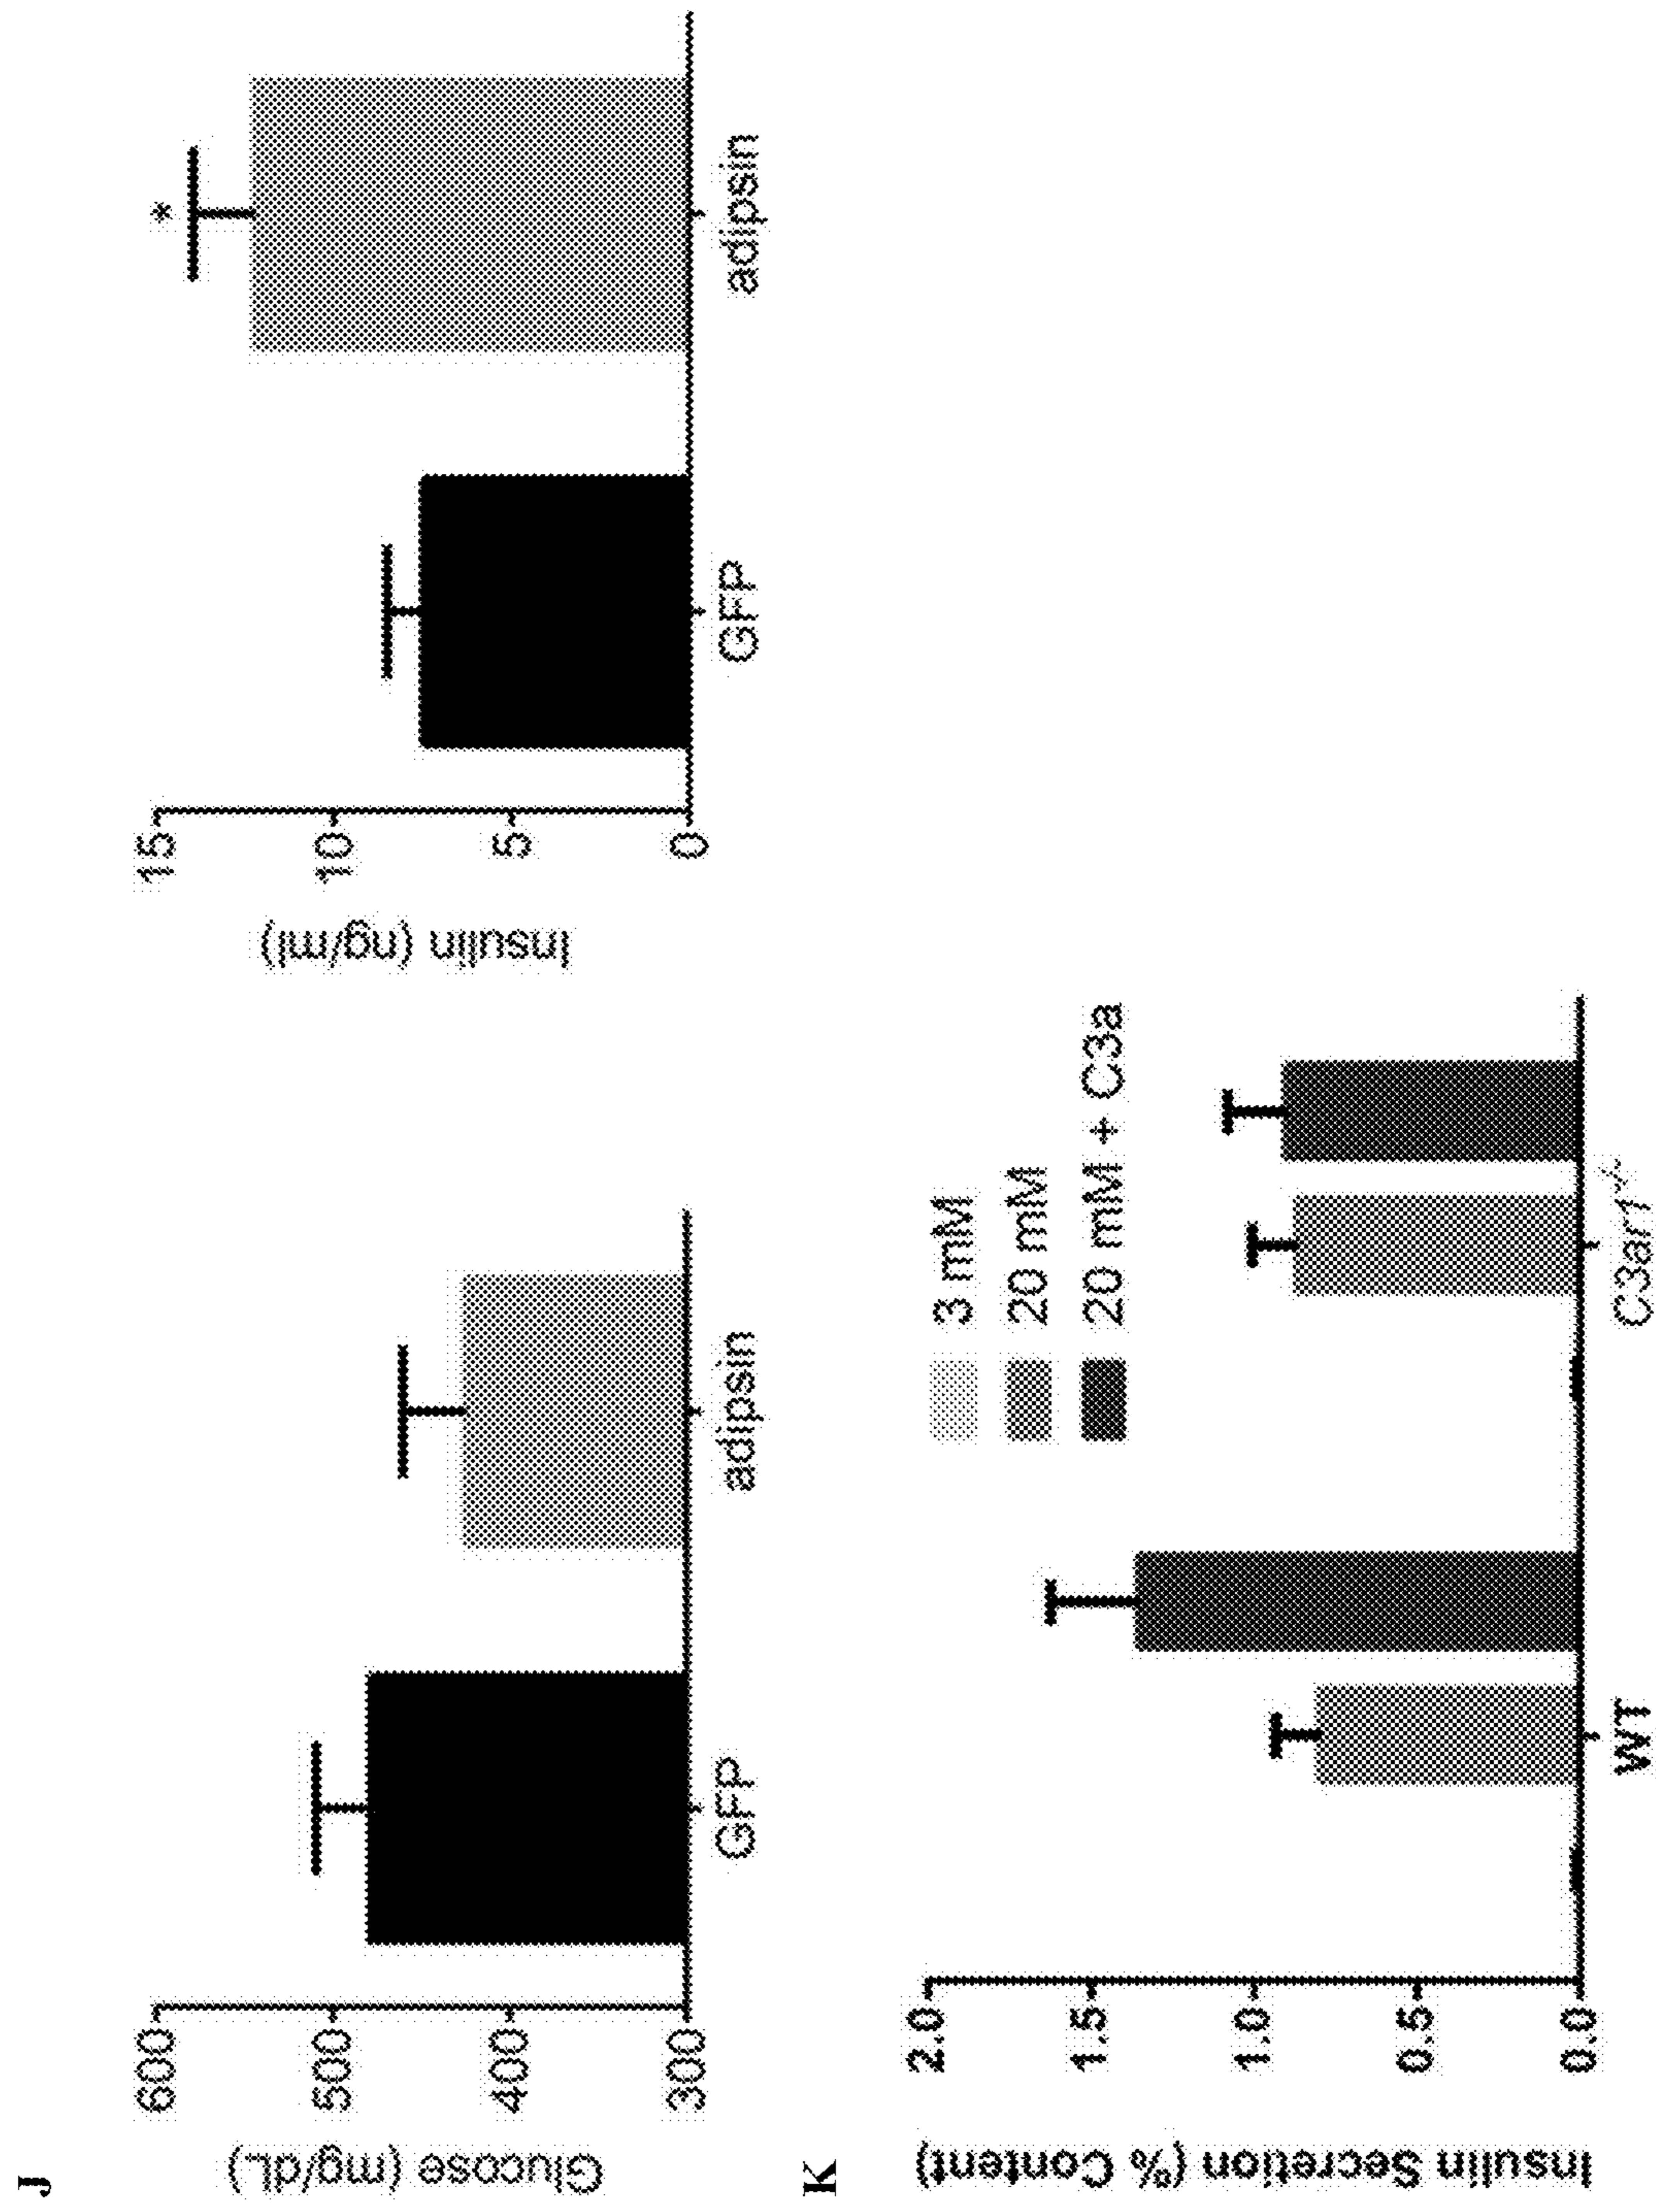 J
Glucose (mg/dL)
600
500
400
300
GFP
adipsin
Insulin (ng/ml)
15
10
5
0
*
GFP
adipsin
K
Insulin Secretion (% Content)
2.0
1.5
1.0
0.5
0.0
3 mM
20 mM
20 mM + C3a
WT
C3ar1-/-